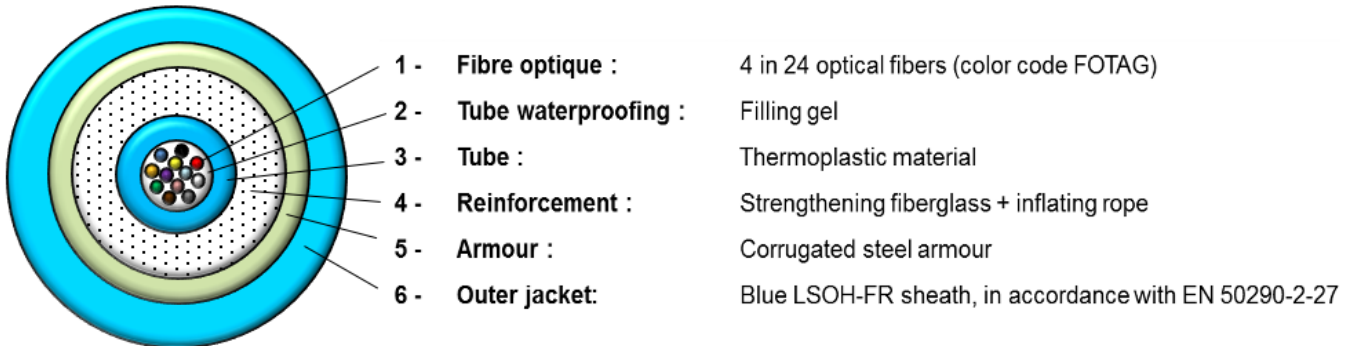 1 - Fibre optique : 4 in 24 optical fibers (color code FOTAG)
2 - Tube waterproofing : Filling gel
3 - Tube : Thermoplastic material
4 - Reinforcement : Strengthening fiberglass + inflating rope
5 - Armour : Corrugated steel armour
6 - Outer jacket: Blue LSOH-FR sheath, in accordance with EN 50290-2-27